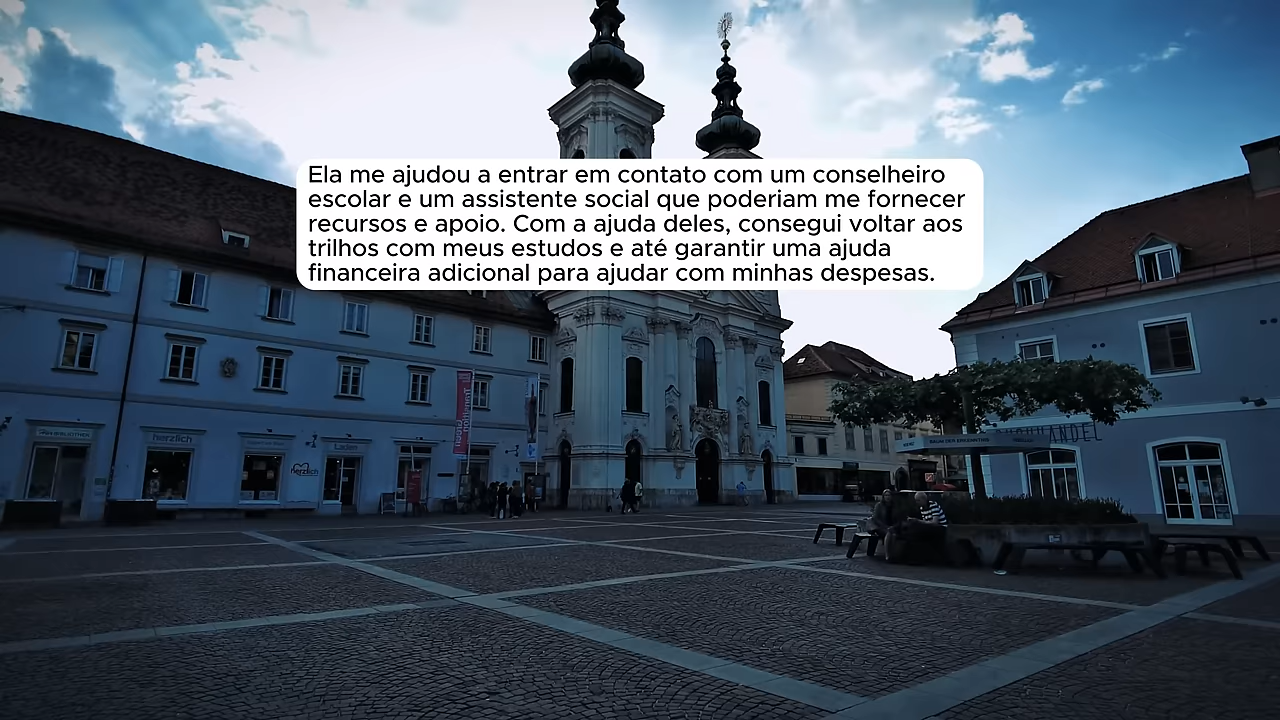 Ela me ajudou a entrar em contato com um conselheiro
escolar e um assistente social que poderiam me fornecer
recursos e apoio. Com a ajuda deles, consegui voltar aos
trilhos com meus estudos e até garantir uma ajuda
financeira adicional para ajudar com minhas despesas.
herzlich
Laden
herzlich